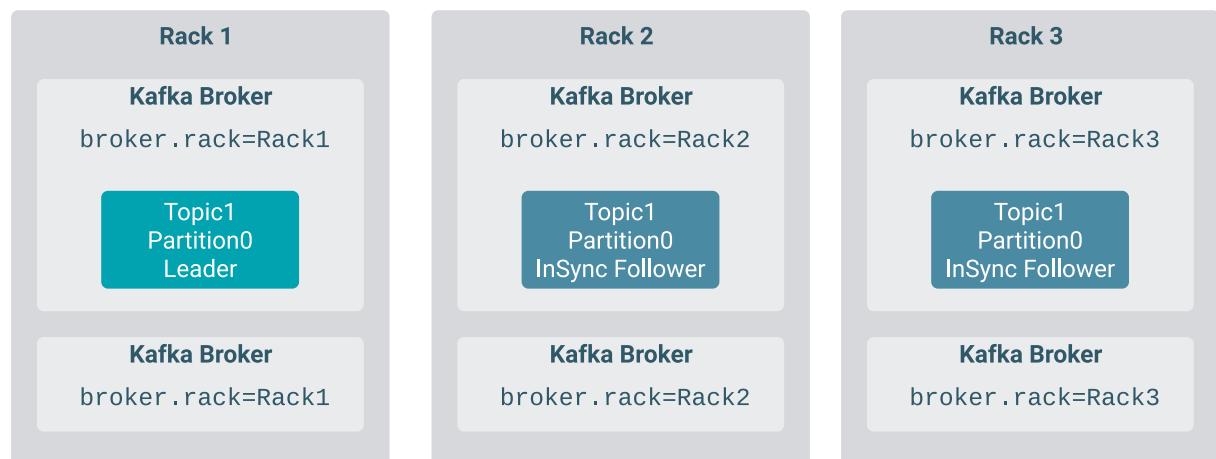 Rack 1
Kafka Broker
broker.rack=Rack1
Topic1
Partition0
Leader
Kafka Broker
broker.rack=Rack1
Rack 2
Kafka Broker
broker.rack=Rack2
Topic1
Partition0
InSync Follower
Kafka Broker
broker.rack=Rack2
Rack 3
Kafka Broker
broker.rack=Rack3
Topic1
Partition0
InSync Follower
Kafka Broker
broker.rack=Rack3